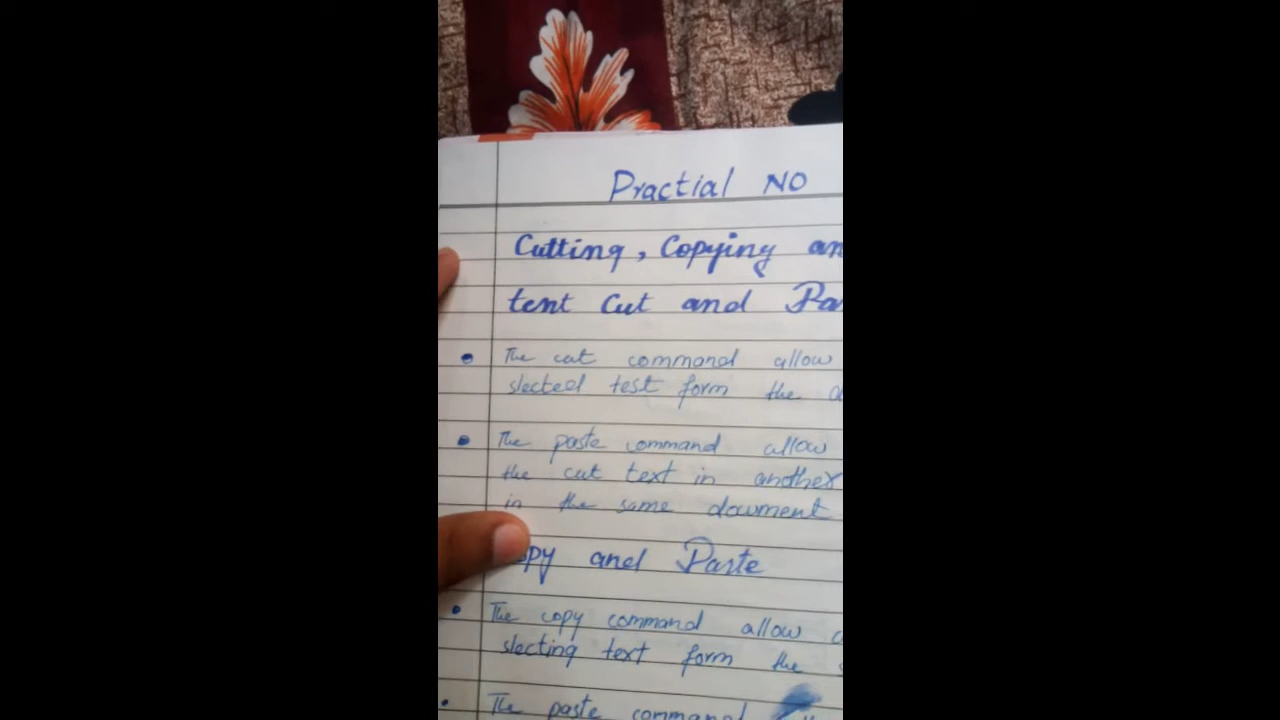 Practial NO
Cutting, Copying an
tent Cut and Pa
The cut command allow
slected test form the
The paste command allow
the cut text in another
in the same dowment
opy and Paste
The copy command allow
slecting text form the
The paste command